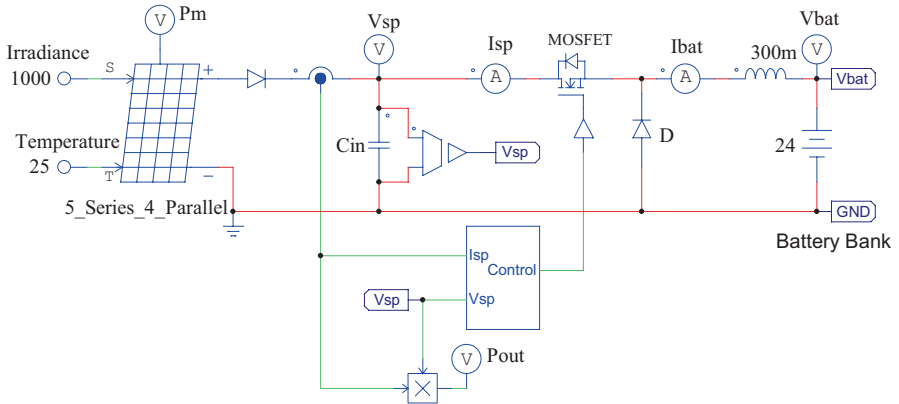 Pm
Vsp
Vbat
V
V
V
Isp
MOSFET
Ibat
300m
Irradiance
1000
S
+
A
A
Vbat
Temperature
25
T
−
Cin
Vsp
D
24
5_Series_4_Parallel
GND
Battery Bank
Isp
Control
Vsp
Vsp
V
Pout